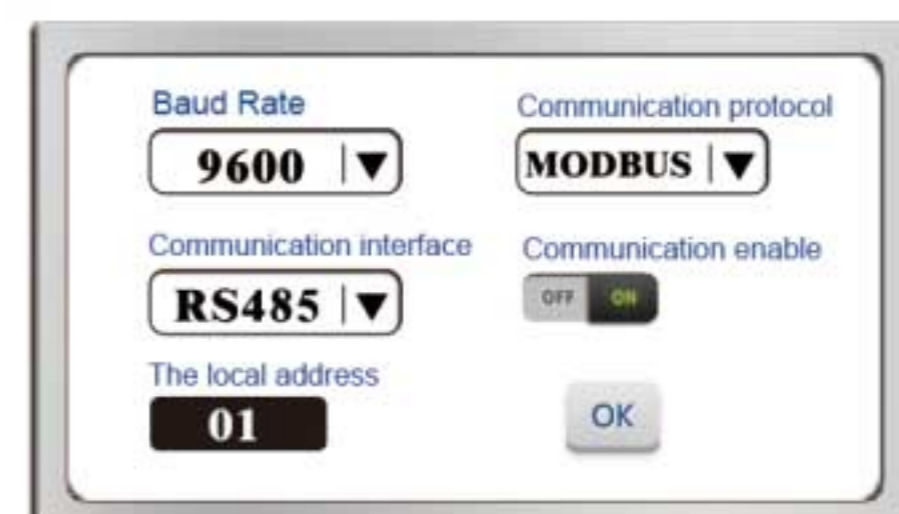 Baud Rate
Communication protocol
9600
MODBUS
Communication interface
Communication enable
RS485
OFF ON
The local address
01
OK